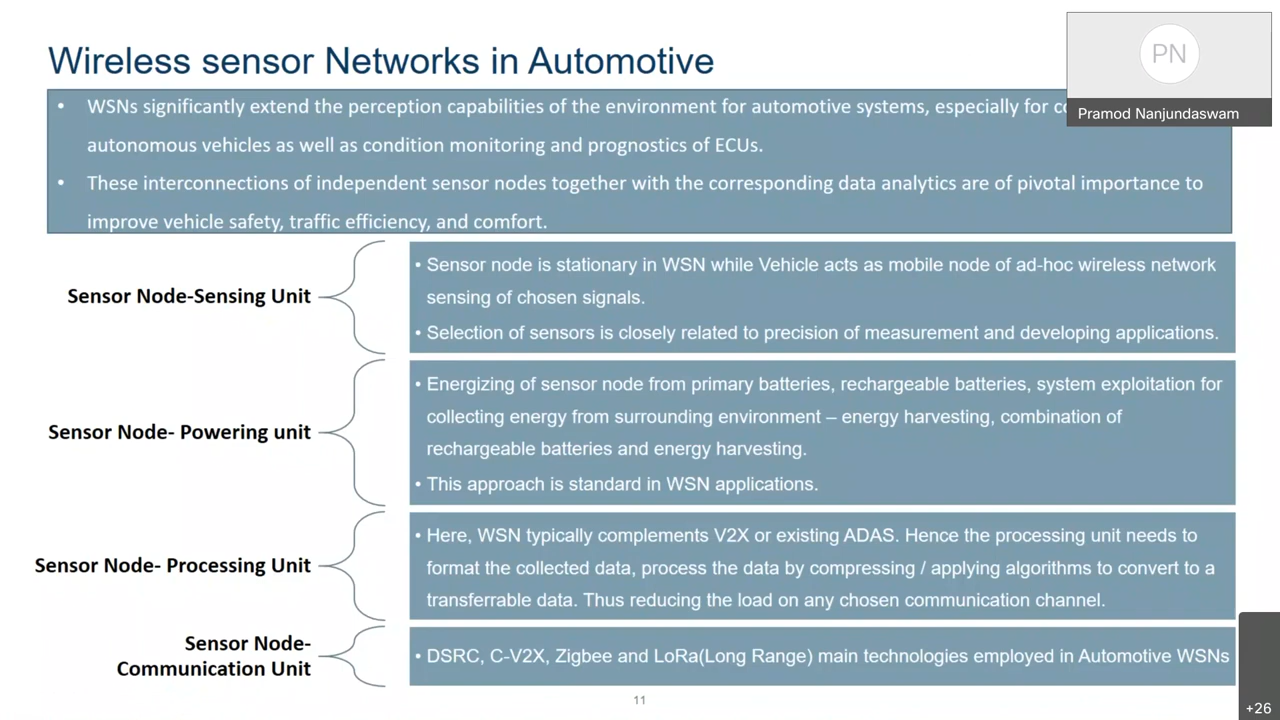 Wireless sensor Networks in Automotive
PN
Pramod Nanjundaswam
• WSNs significantly extend the perception capabilities of the environment for automotive systems, especially for
autonomous vehicles as well as condition monitoring and prognostics of ECUs.
• These interconnections of independent sensor nodes together with the corresponding data analytics are of pivotal importance to
improve vehicle safety, traffic efficiency, and comfort.
Sensor Node-Sensing Unit
• Sensor node is stationary in WSN while Vehicle acts as mobile node of ad-hoc wireless network
sensing of chosen signals.
• Selection of sensors is closely related to precision of measurement and developing applications.
Sensor Node- Powering unit
• Energizing of sensor node from primary batteries, rechargeable batteries, system exploitation for
collecting energy from surrounding environment – energy harvesting, combination of
rechargeable batteries and energy harvesting.
• This approach is standard in WSN applications.
Sensor Node- Processing Unit
• Here, WSN typically complements V2X or existing ADAS. Hence the processing unit needs to
format the collected data, process the data by compressing / applying algorithms to convert to a
transferrable data. Thus reducing the load on any chosen communication channel.
Sensor Node-
Communication Unit
• DSRC, C-V2X, Zigbee and LoRa(Long Range) main technologies employed in Automotive WSNs
11
+26